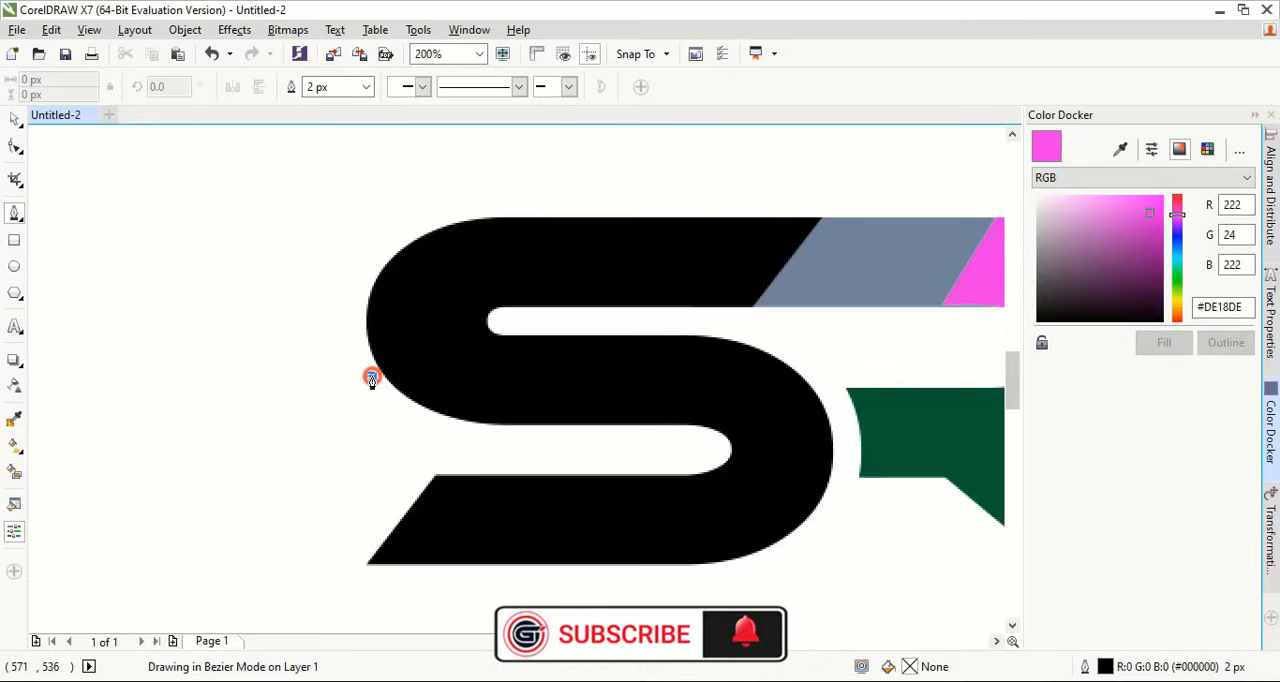 CorelDRAW X7 (64-Bit Evaluation Version) - Untitled-2
File Edit View Layout Object Effects Bitmaps Text Table Tools Window Help
200% Snap To
0 px
0 px
0.0 2 px
Untitled-2
Color Docker
RGB
R 222
G 24
B 222
#DE18DE
Fill Outline
Align and Distribute
Text Properties
Color Docker
Transformati...
S
SUBSCRIBE
1 of 1 Page 1
(571 , 536 ) Drawing in Bezier Mode on Layer 1 None R:0 G:0 B:0 (#000000) 2 px